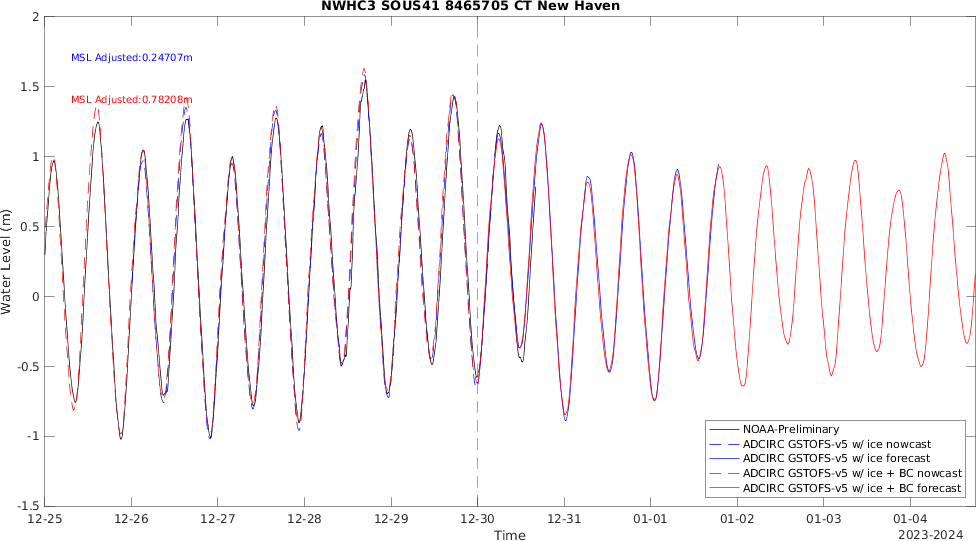 NWHC3 SOUS41 8465705 CT New Haven
2
MSL Adjusted:0.24707m
1.5
MSL Adjusted:0.78208m
1
0.5
Water Level (m)
0
-0.5
-1
-1.5
NOAA-Preliminary
ADCIRC GSTOFS-v5 w/ ice nowcast
ADCIRC GSTOFS-v5 w/ ice forecast
ADCIRC GSTOFS-v5 w/ ice + BC nowcast
ADCIRC GSTOFS-v5 w/ ice + BC forecast
12-25 12-26 12-27 12-28 12-29 12-30 12-31 01-01 01-02 01-03 01-04
Time
2023-2024